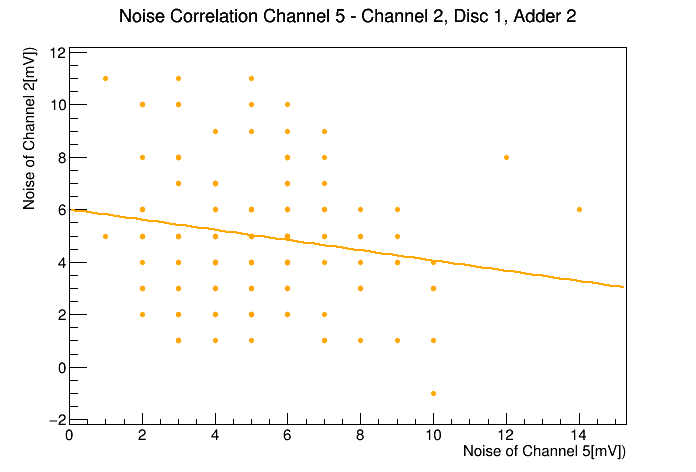 Noise Correlation Channel 5 - Channel 2, Disc 1, Adder 2
Noise of Channel 2[mV])
12
10
8
6
4
2
0
−2
0 2 4 6 8 10 12 14
Noise of Channel 5[mV])